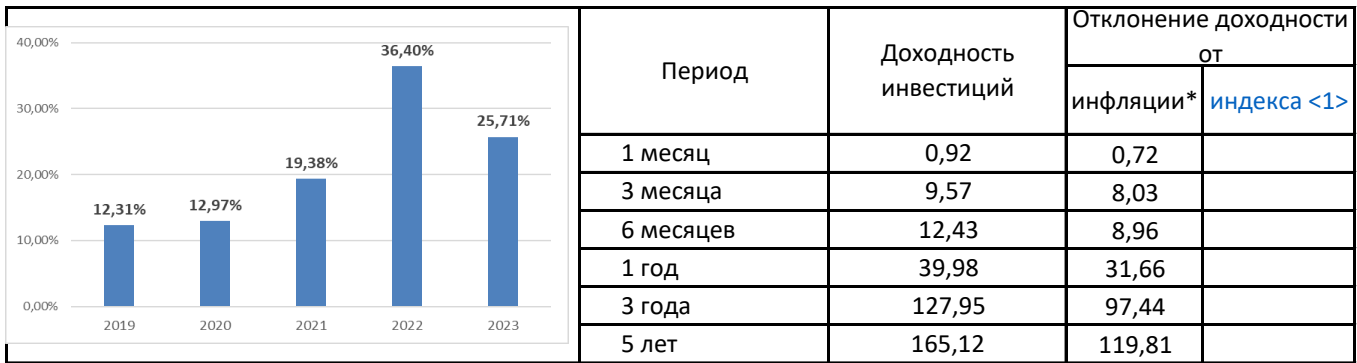 40,00%
36,40%
30,00%
25,71%
19,38%
20,00%
12,31%
12,97%
10,00%
0,00%
2019
2020
2021
2022
2023
Период
Доходность
инвестиций
Отклонение доходности
от
инфляции*
индекса <1>
1 месяц
0,92
0,72
3 месяца
9,57
8,03
6 месяцев
12,43
8,96
1 год
39,98
31,66
3 года
127,95
97,44
5 лет
165,12
119,81